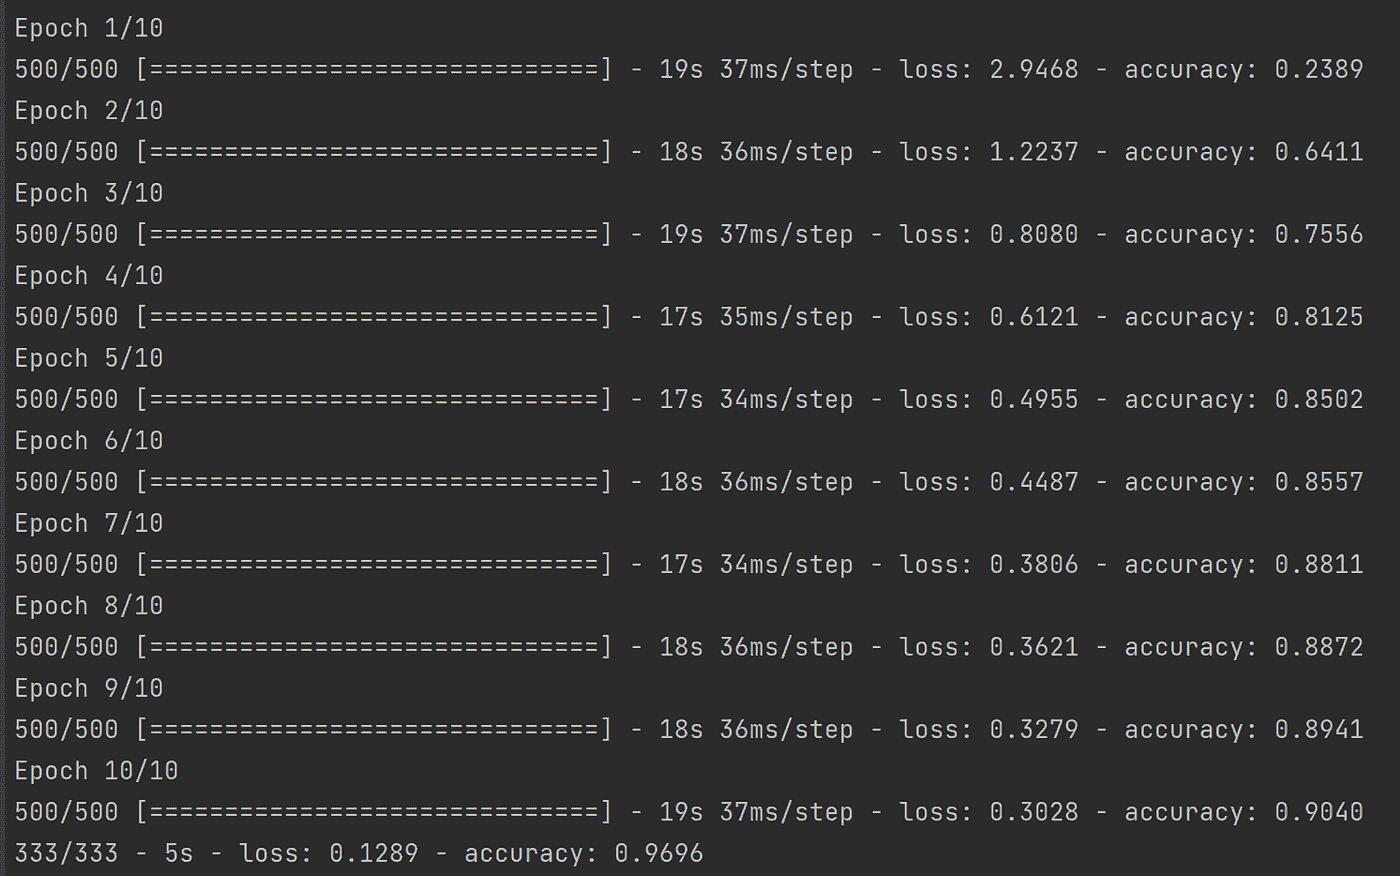 Epoch 1/10
500/500 [==============================] - 19s 37ms/step - loss: 2.9468 - accuracy: 0.2389
Epoch 2/10
500/500 [==============================] - 18s 36ms/step - loss: 1.2237 - accuracy: 0.6411
Epoch 3/10
500/500 [==============================] - 19s 37ms/step - loss: 0.8080 - accuracy: 0.7556
Epoch 4/10
500/500 [==============================] - 17s 35ms/step - loss: 0.6121 - accuracy: 0.8125
Epoch 5/10
500/500 [==============================] - 17s 34ms/step - loss: 0.4955 - accuracy: 0.8502
Epoch 6/10
500/500 [==============================] - 18s 36ms/step - loss: 0.4487 - accuracy: 0.8557
Epoch 7/10
500/500 [==============================] - 17s 34ms/step - loss: 0.3806 - accuracy: 0.8811
Epoch 8/10
500/500 [==============================] - 18s 36ms/step - loss: 0.3621 - accuracy: 0.8872
Epoch 9/10
500/500 [==============================] - 18s 36ms/step - loss: 0.3279 - accuracy: 0.8941
Epoch 10/10
500/500 [==============================] - 19s 37ms/step - loss: 0.3028 - accuracy: 0.9040
333/333 - 5s - loss: 0.1289 - accuracy: 0.9696